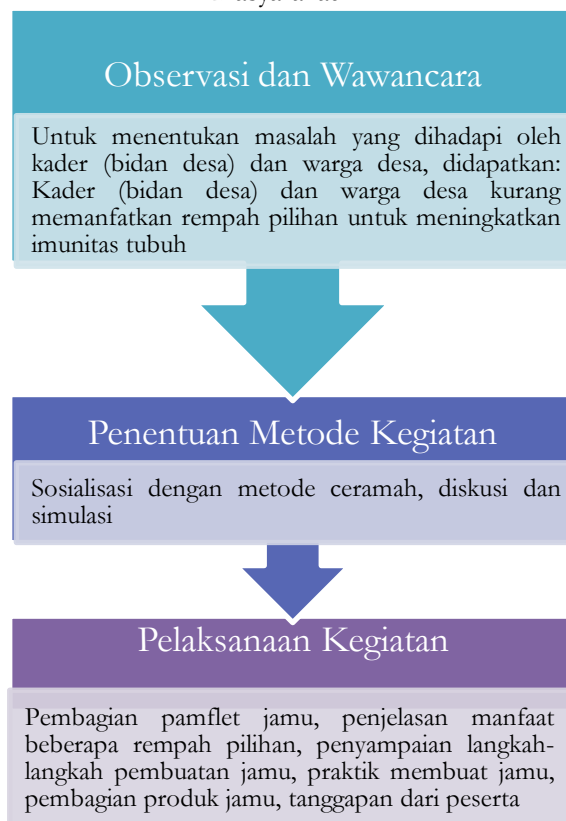 Observasi dan Wawancara
Untuk menentukan masalah yang dihadapi oleh
kader (bidan desa) dan warga desa, didapatkan:
Kader (bidan desa) dan warga desa kurang
memanfatkan rempah pilihan untuk meningkatkan
imunitas tubuh
Penentuan Metode Kegiatan
Sosialisasi dengan metode ceramah, diskusi dan
simulasi
Pelaksanaan Kegiatan
Pembagian pamflet jamu, penjelasan manfaat
beberapa rempah pilihan, penyampaian langkah-
langkah pembuatan jamu, praktik membuat jamu,
pembagian produk jamu, tanggapan dari peserta